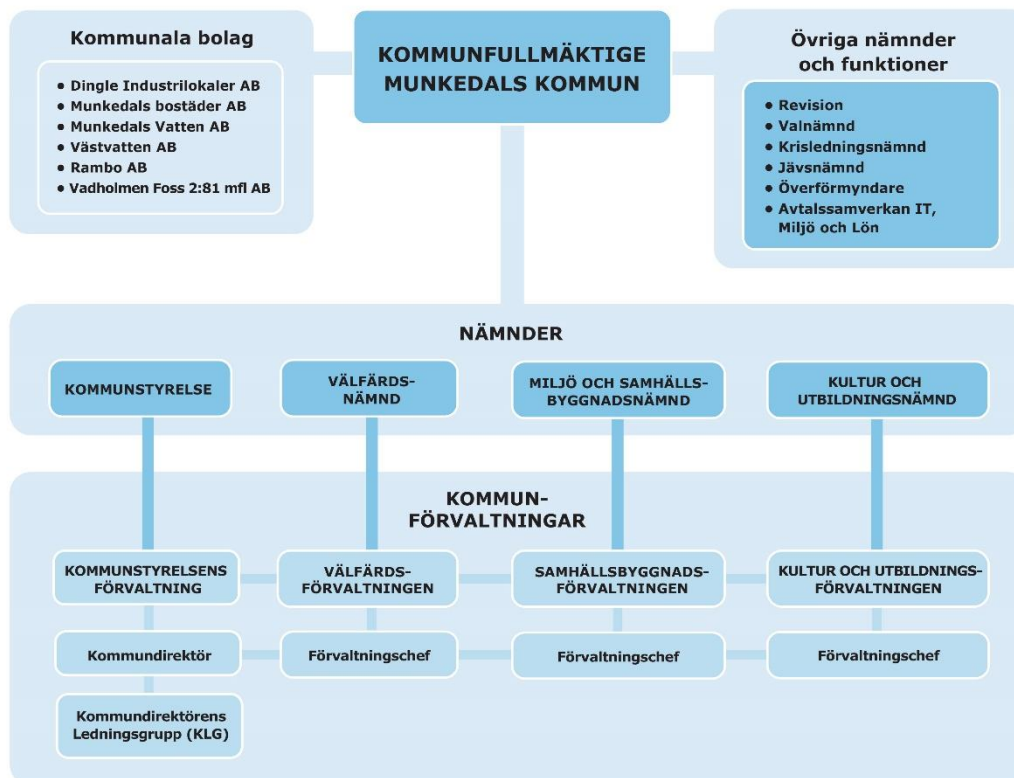 Kommunala bolag
• Dingle Industrilokaler AB
• Munkedals bostäder AB
• Munkedals Vatten AB
• Västvatten AB
• Rambo AB
• Vadholmen Foss 2:81 mfl AB
KOMMUNFULLMÄKTIGE
MUNKEDALS KOMMUN
Övriga nämnder
och funktioner
• Revision
• Valnämnd
• Krisledningsnämnd
• Jävsnämnd
• Överförmyndare
• Avtalssamverkan IT,
Miljö och Lön
NÄMNDER
KOMMUNSTYRELSE
VÄLFÄRDS-
NÄMND
MILJÖ OCH SAMHÄLLS-
BYGGNADSNÄMND
KULTUR OCH
UTBILDNINGSNÄMND
KOMMUN-
FÖRVALTNINGAR
KOMMUNSTYRELSENS
FÖRVALTNING
VÄLFÄRDS-
FÖRVALTNINGEN
SAMHÄLLSBYGGNADS-
FÖRVALTNINGEN
KULTUR OCH UTBILDNINGS-
FÖRVALTNINGEN
Kommundirektör
Förvaltningschef
Förvaltningschef
Förvaltningschef
Kommundirektörens
Ledningsgrupp (KLG)